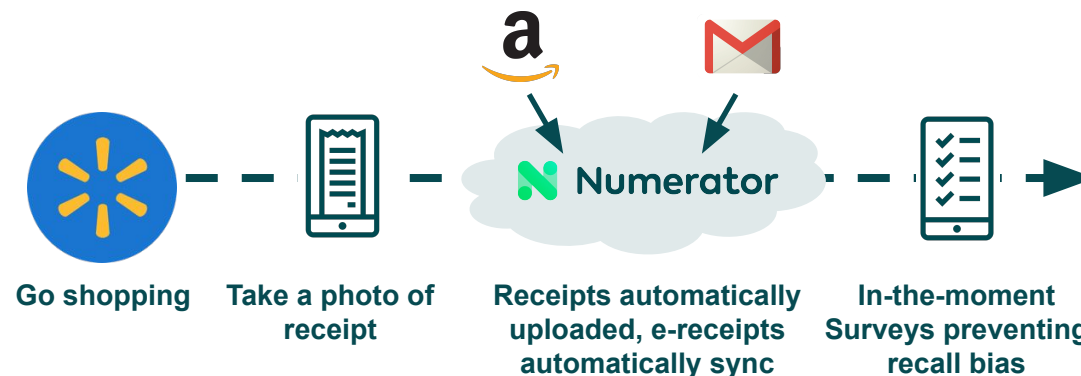 a
Numerator
Go shopping
Take a photo of
receipt
Receipts automatically
uploaded, e-receipts
automatically sync
In-the-moment
Surveys preventing
recall bias